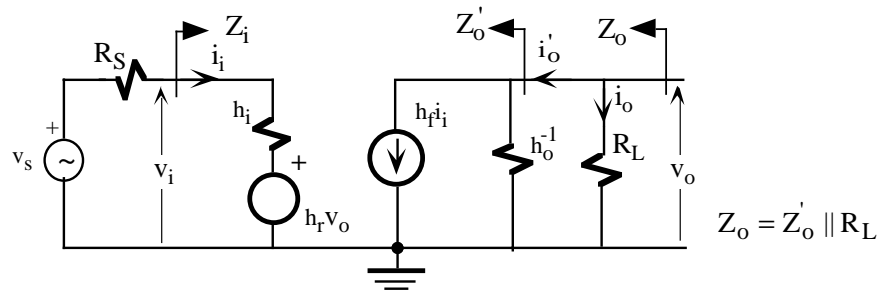 Z_i
Z_o'
Z_o
R_S
i_i
i_o'
h_i
h_f i_i
h_o^{-1}
i_o
R_L
+
v_s
~
v_i
+
h_r v_o
v_o
Z_o = Z_o' || R_L